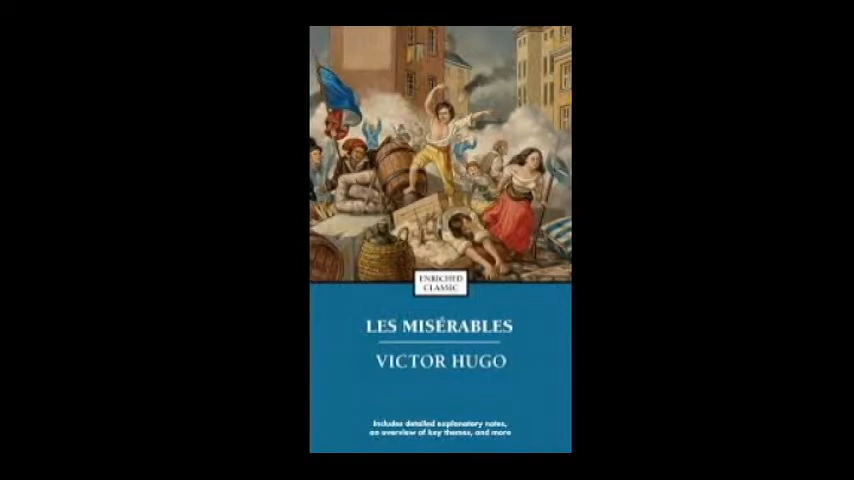 ENRICHED
CLASSIC
LES MISÉRABLES
VICTOR HUGO
Includes detailed explanatory notes,
an overview of key themes, and more